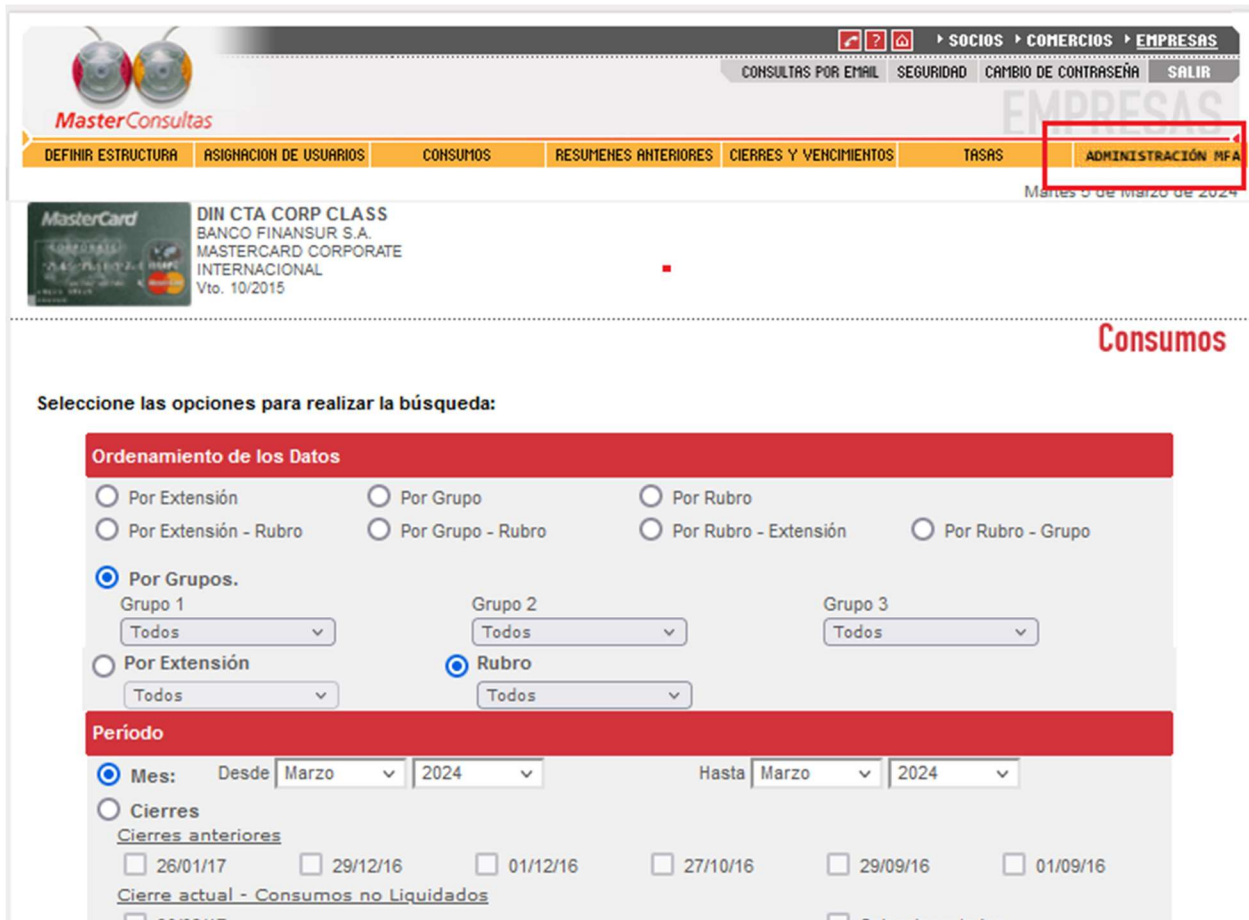 SOCIOS COMERCIOS EMPRESAS
CONSULTAS POR EMAIL SEGURIDAD CAMBIO DE CONTRASEÑA SALIR
EMPRESAS
MasterConsultas
DEFINIR ESTRUCTURA ASIGNACION DE USUARIOS CONSUMOS RESUMENES ANTERIORES CIERRES Y VENCIMIENTOS TASAS ADMINISTRACIÓN MFA
Martes 5 de Marzo de 2024
MasterCard
DIN CTA CORP CLASS
BANCO FINANSUR S.A.
MASTERCARD CORPORATE
INTERNACIONAL
Vto. 10/2015
Consumos
Seleccione las opciones para realizar la búsqueda:
Ordenamiento de los Datos
Por Extensión Por Grupo Por Rubro
Por Extensión - Rubro Por Grupo - Rubro Por Rubro - Extensión Por Rubro - Grupo
Por Grupos.
Grupo 1 Grupo 2 Grupo 3
Todos Todos Todos
Por Extensión Rubro
Todos Todos
Período
Mes: Desde Marzo 2024 Hasta Marzo 2024
Cierres
Cierres anteriores
26/01/17 29/12/16 01/12/16 27/10/16 29/09/16 01/09/16
Cierre actual - Consumos no Liquidados